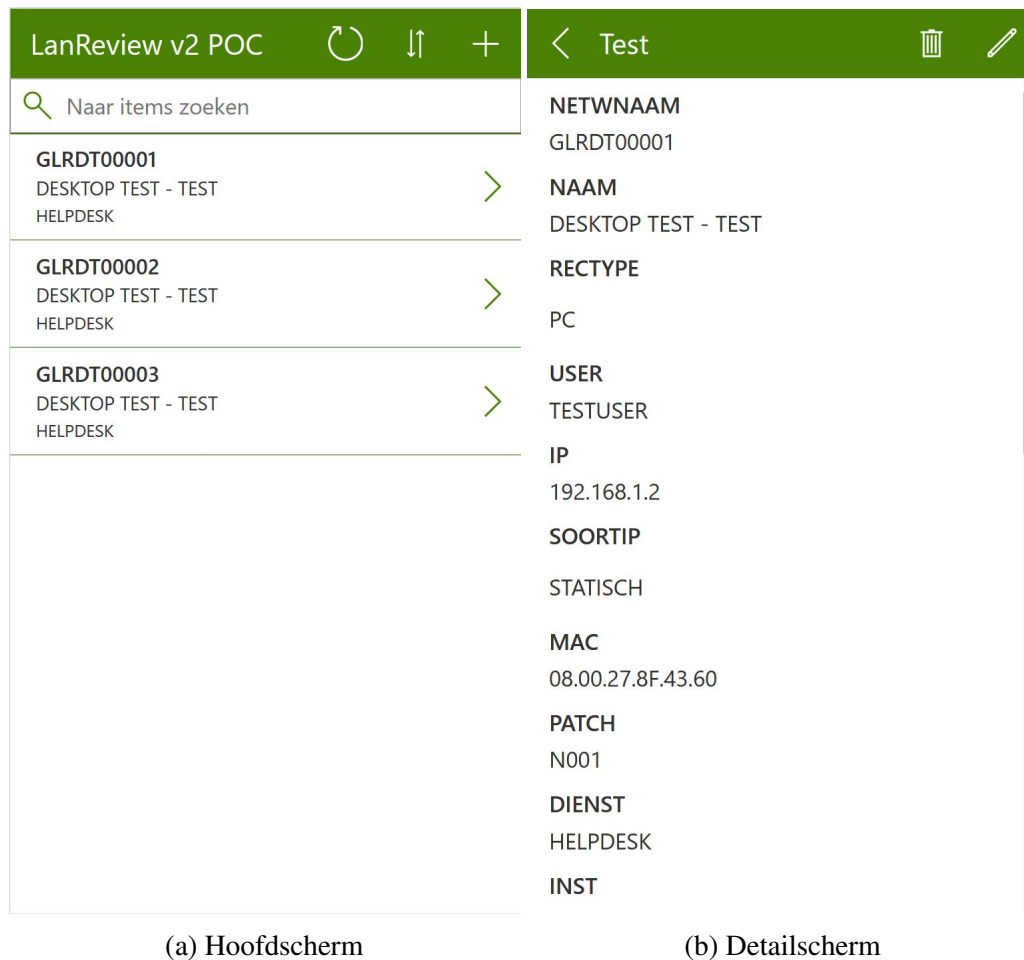 LanReview v2 POC
Naar items zoeken
GLRDT00001
DESKTOP TEST - TEST
HELPDESK
GLRDT00002
DESKTOP TEST - TEST
HELPDESK
GLRDT00003
DESKTOP TEST - TEST
HELPDESK
(a) Hoofdscherm
Test
NETWNAAM
GLRDT00001
NAAM
DESKTOP TEST - TEST
RECTYPE
PC
USER
TESTUSER
IP
192.168.1.2
SOORTIP
STATISCH
MAC
08.00.27.8F.43.60
PATCH
N001
DIENST
HELPDESK
INST
(b) Detailscherm